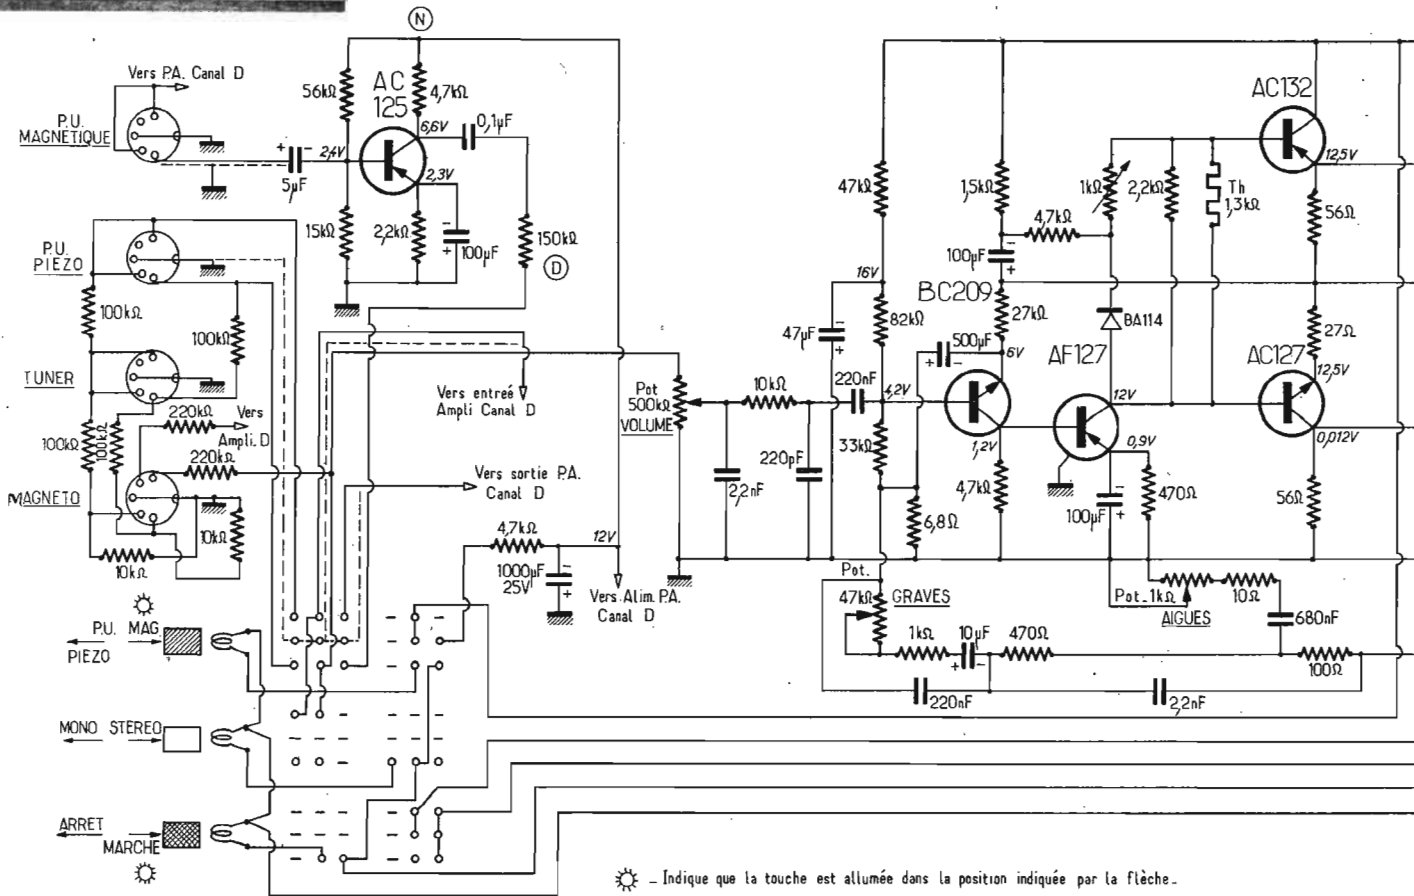 N
Vers P.A. Canal D
P.U.
MAGNÉTIQUE
5µF
2,4V
56kΩ
AC
125
4,7kΩ
6,6V
0,1µF
2,3V
15kΩ
2,2kΩ
100µF
150kΩ
D
P.U.
PIEZO
100kΩ
100kΩ
TUNER
220kΩ
Vers
Ampli.D
100kΩ
100kΩ
220kΩ
MAGNETO
10kΩ
10kΩ
Vers entreé
Ampli Canal D
Vers sortie P.A.
Canal D
4,7kΩ
12V
1000µF
25V
Vers Alim. P.A.
Canal D
Pot
500kΩ
VOLUME
10kΩ
220nF
2,2nF
220pF
47kΩ
16V
47µF
82kΩ
4,2V
33kΩ
6,8Ω
1,5kΩ
100µF
BC209
27kΩ
500µF
6V
1,2V
4,7kΩ
4,7kΩ
1kΩ
2,2kΩ
Th
1,3kΩ
BA114
AF127
12V
0,9V
100µF
470Ω
AC132
12,5V
56Ω
27Ω
AC127
12,5V
0,012V
56Ω
Pot.
47kΩ
GRAVES
1kΩ
10µF
470Ω
220nF
2,2nF
Pot_1kΩ
AIGUES
10Ω
680nF
100Ω
P.U. MAG
PIEZO
MONO STEREO
ARRET
MARCHE
_ Indique que la touche est allumée dans la position indiquée par la flèche_